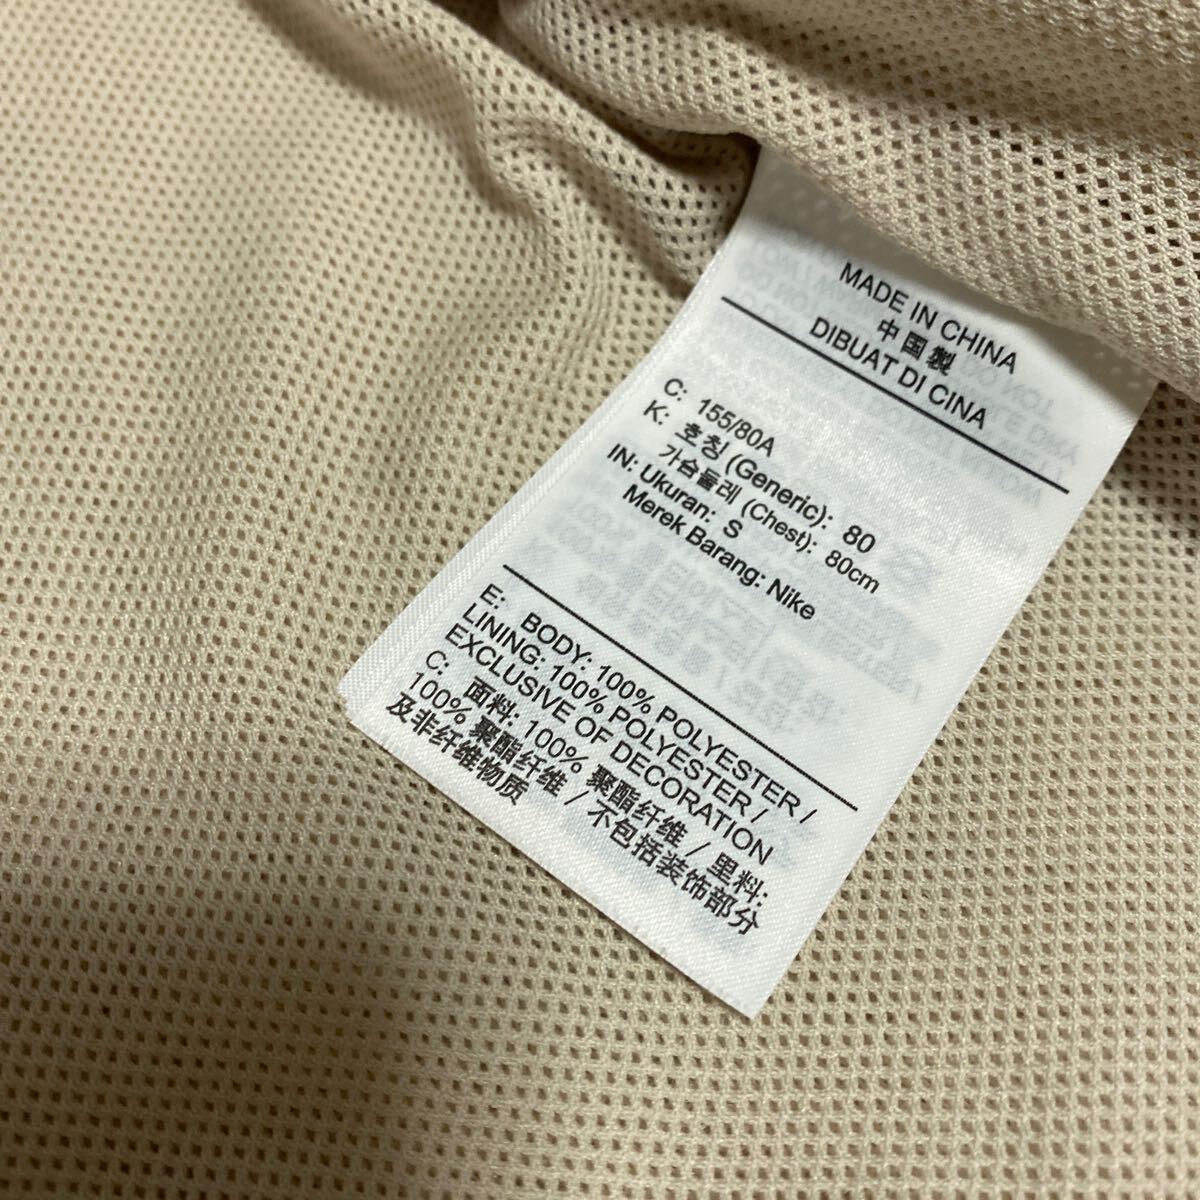 MADE IN CHINA
中国製
DIBUAT DI CINA
C: 155/80A
K: 호칭 (Generic): 80
가슴둘레 (Chest): 80cm
IN: Ukuran: S
Merek Barang: Nike
E: BODY: 100% POLYESTER /
LINING: 100% POLYESTER /
EXCLUSIVE OF DECORATION
C: 面料: 100% 聚酯纤维 / 里料:
100% 聚酯纤维 / 不包括装饰部分
及非纤维物质